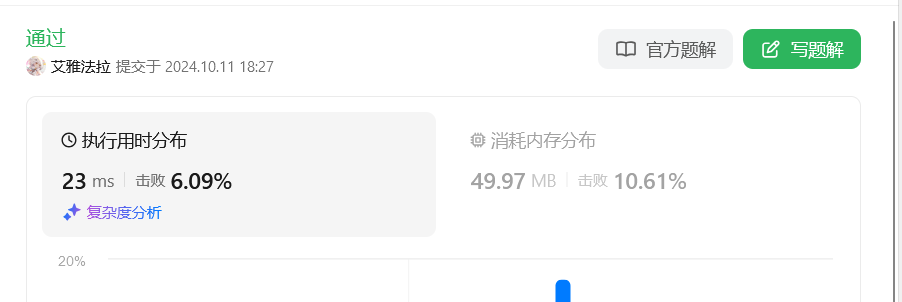 通过
官方题解
写题解
艾雅法拉 提交于 2024.10.11 18:27
执行用时分布
消耗内存分布
23 ms 击败 6.09%
49.97 MB 击败 10.61%
复杂度分析
20%